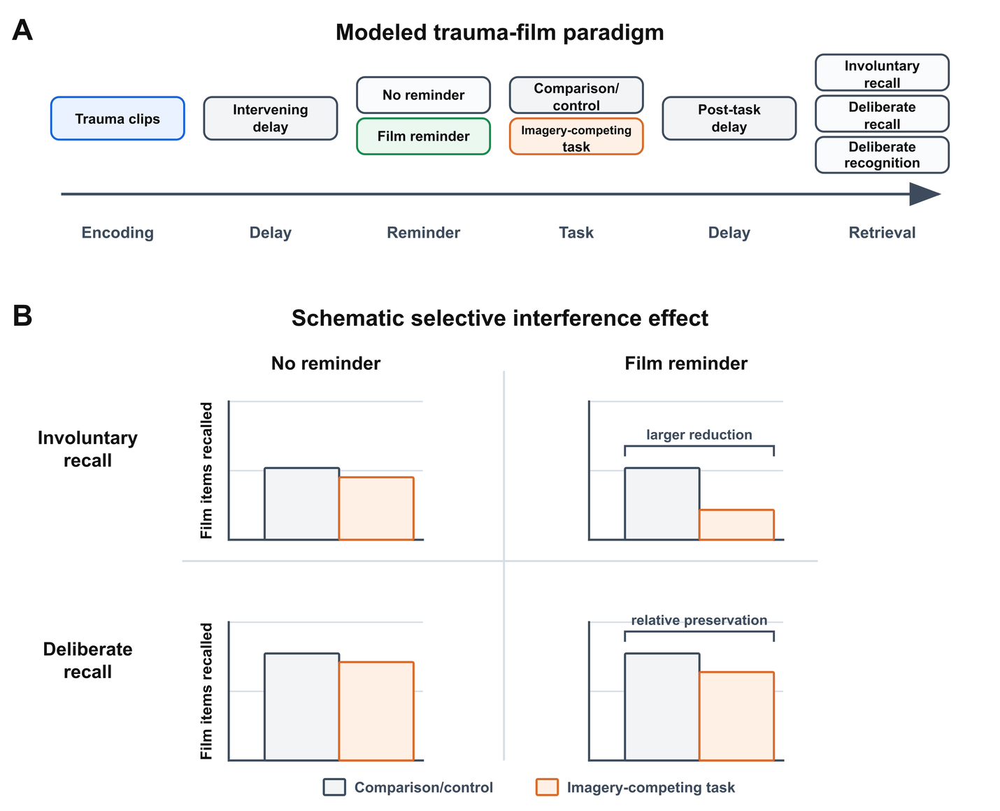 A
Modeled trauma-film paradigm
Trauma clips
Intervening
delay
No reminder
Film reminder
Comparison/
control
Imagery-competing
task
Post-task
delay
Involuntary
recall
Deliberate
recall
Deliberate
recognition
Encoding
Delay
Reminder
Task
Delay
Retrieval
B
Schematic selective interference effect
No reminder
Film reminder
Involuntary
recall
Film items recalled
larger reduction
Deliberate
recall
Film items recalled
relative preservation
Comparison/control
Imagery-competing task